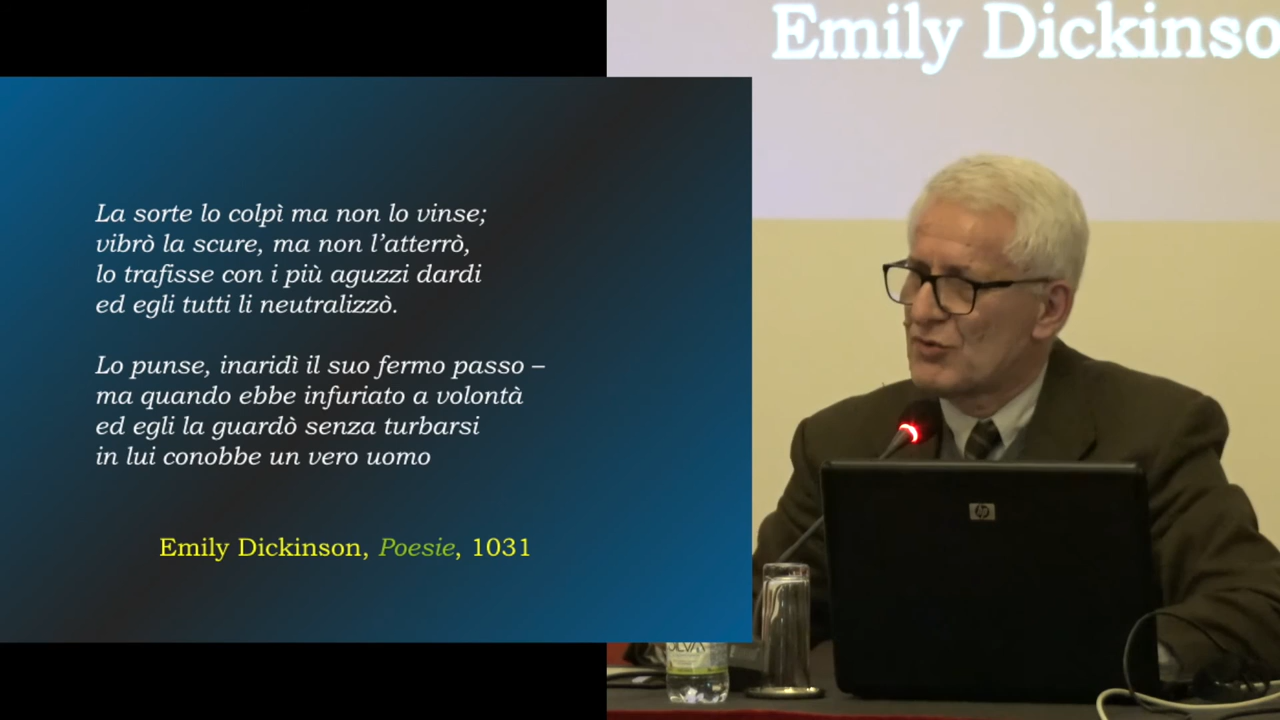 Emily Dickinso
La sorte lo colpì ma non lo vinse;
vibrò la scure, ma non l'atterrò,
lo trafisse con i più aguzzi dardi
ed egli tutti li neutralizzò.
Lo punse, inaridì il suo fermo passo –
ma quando ebbe infuriato a volontà
ed egli la guardò senza turbarsi
in lui conobbe un vero uomo
Emily Dickinson, Poesie, 1031
hp